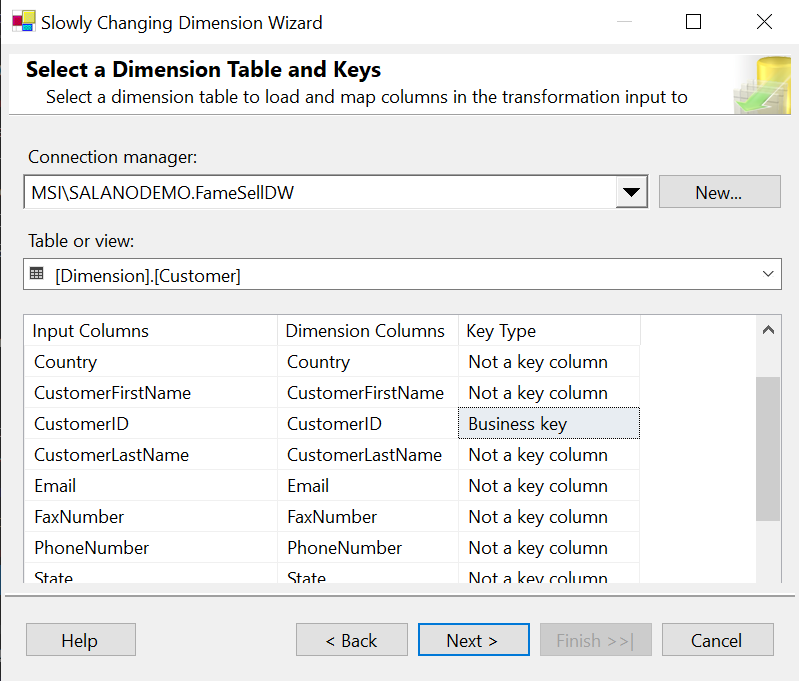 Slowly Changing Dimension Wizard
Select a Dimension Table and Keys
Select a dimension table to load and map columns in the transformation input to
Connection manager:
MSI\SALANODEMO.FameSellDW
New...
Table or view:
[Dimension].[Customer]
Input Columns Dimension Columns Key Type
Country Country Not a key column
CustomerFirstName CustomerFirstName Not a key column
CustomerID CustomerID Business key
CustomerLastName CustomerLastName Not a key column
Email Email Not a key column
FaxNumber FaxNumber Not a key column
PhoneNumber PhoneNumber Not a key column
State State Not a key column
Help < Back Next > Finish >>| Cancel